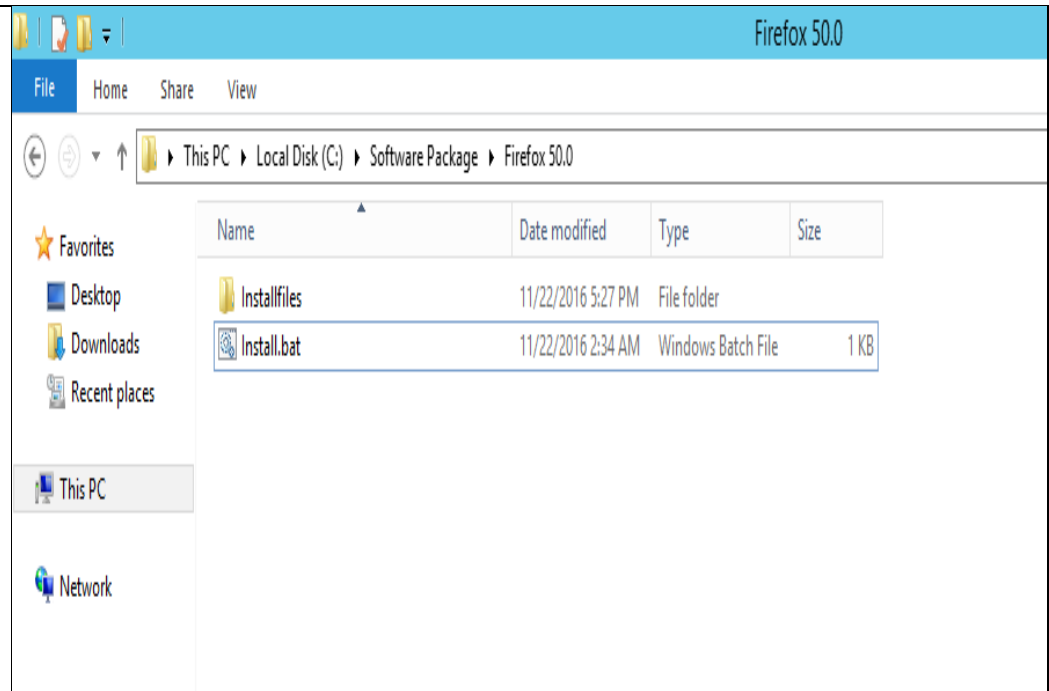 Firefox 50.0
File Home Share View
This PC Local Disk (C:) Software Package Firefox 50.0
Name Date modified Type Size
Favorites
Desktop
Downloads
Recent places
This PC
Network
Installfiles 11/22/2016 5:27 PM File folder
Install.bat 11/22/2016 2:34 AM Windows Batch File 1 KB